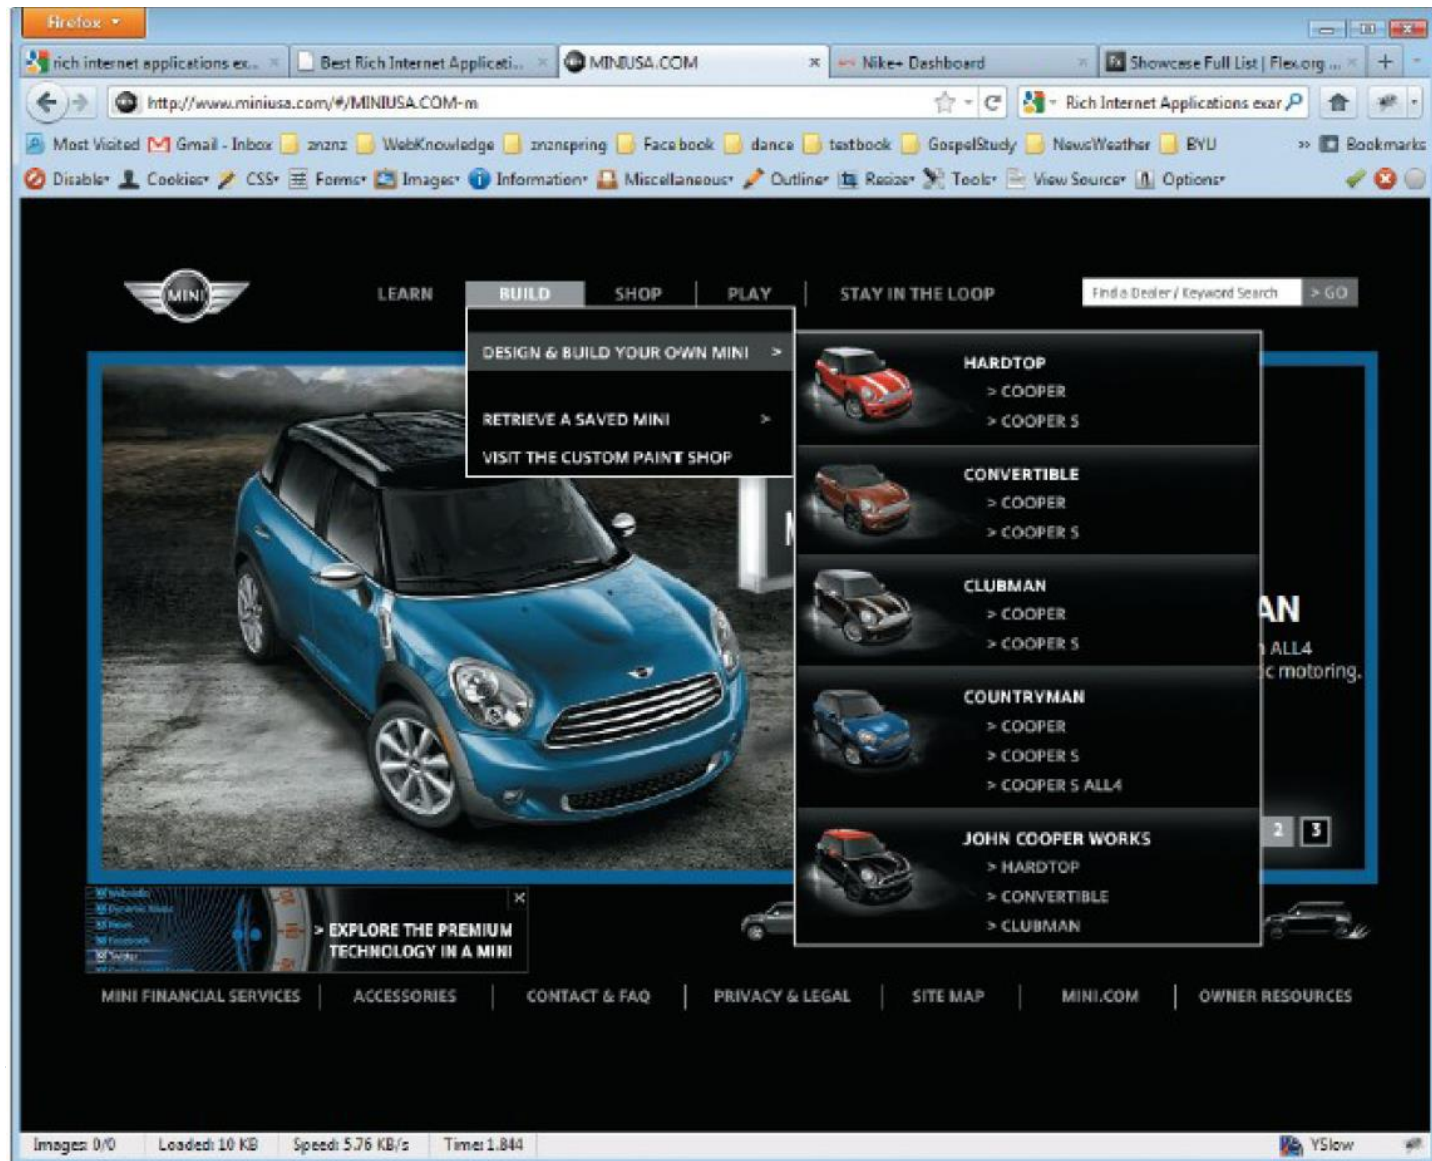 Firefox
rich internet applications ex...
Best Rich Internet Applicati...
MINIUSA.COM
Nike+ Dashboard
Showcase Full List | Flex.org ...
http://www.miniusa.com/#/MINIUSA.COM-m
Rich Internet Applications exar
Most Visited
Gmail - Inbox
znznz
WebKnowledge
znznspring
Facebook
dance
textbook
GospelStudy
NewsWeather
BYU
»
Bookmarks
Disable
Cookies
CSS
Forms
Images
Information
Miscellaneous
Outline
Resize
Tools
View Source
Options
MINI
LEARN
BUILD
SHOP
PLAY
STAY IN THE LOOP
Find a Dealer / Keyword Search
> GO
DESIGN & BUILD YOUR OWN MINI >
RETRIEVE A SAVED MINI >
VISIT THE CUSTOM PAINT SHOP
HARDTOP
> COOPER
> COOPER S
CONVERTIBLE
> COOPER
> COOPER S
CLUBMAN
> COOPER
> COOPER S
COUNTRYMAN
> COOPER
> COOPER S
> COOPER S ALL4
JOHN COOPER WORKS
> HARDTOP
> CONVERTIBLE
> CLUBMAN
AN
ALL4
c motoring.
2
3
> EXPLORE THE PREMIUM
TECHNOLOGY IN A MINI
MINI FINANCIAL SERVICES
ACCESSORIES
CONTACT & FAQ
PRIVACY & LEGAL
SITE MAP
MINI.COM
OWNER RESOURCES
Images: 0/0
Loaded: 10 KB
Speed: 5.76 KB/s
Time: 1.844
YSlow